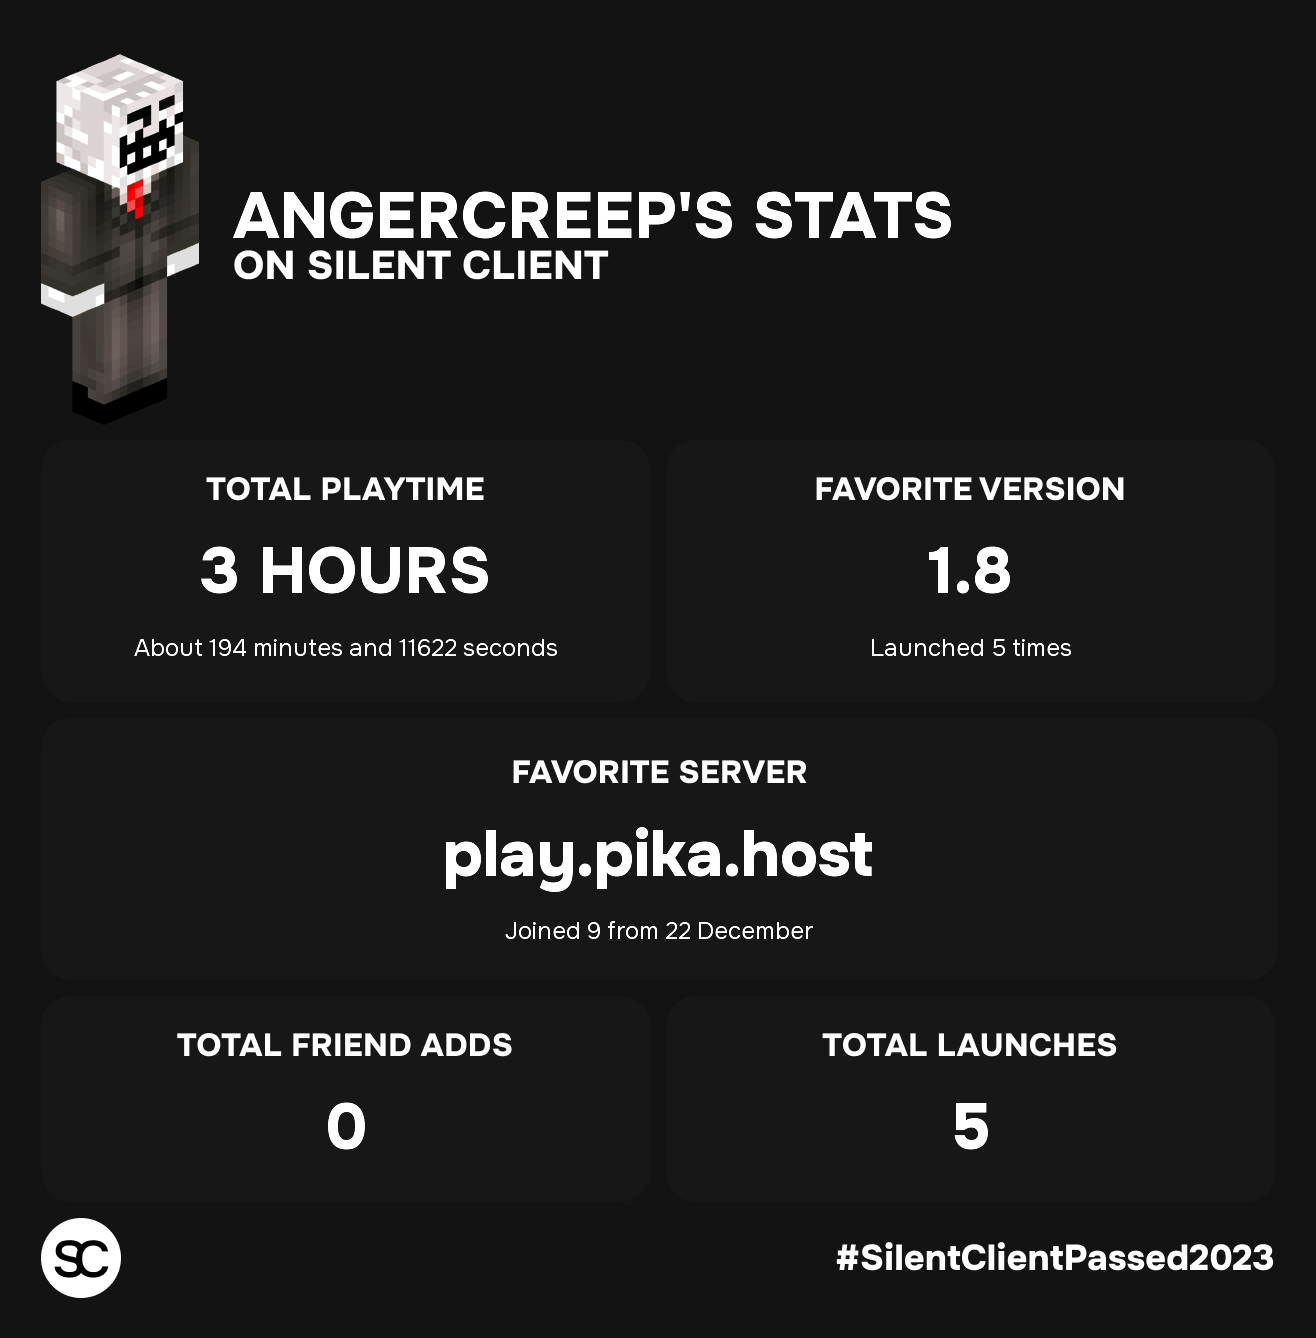 ANGERCREEP'S STATS
ON SILENT CLIENT
TOTAL PLAYTIME
3 HOURS
About 194 minutes and 11622 seconds
FAVORITE VERSION
1.8
Launched 5 times
FAVORITE SERVER
play.pika.host
Joined 9 from 22 December
TOTAL FRIEND ADDS
0
TOTAL LAUNCHES
5
SC
#SilentClientPassed2023